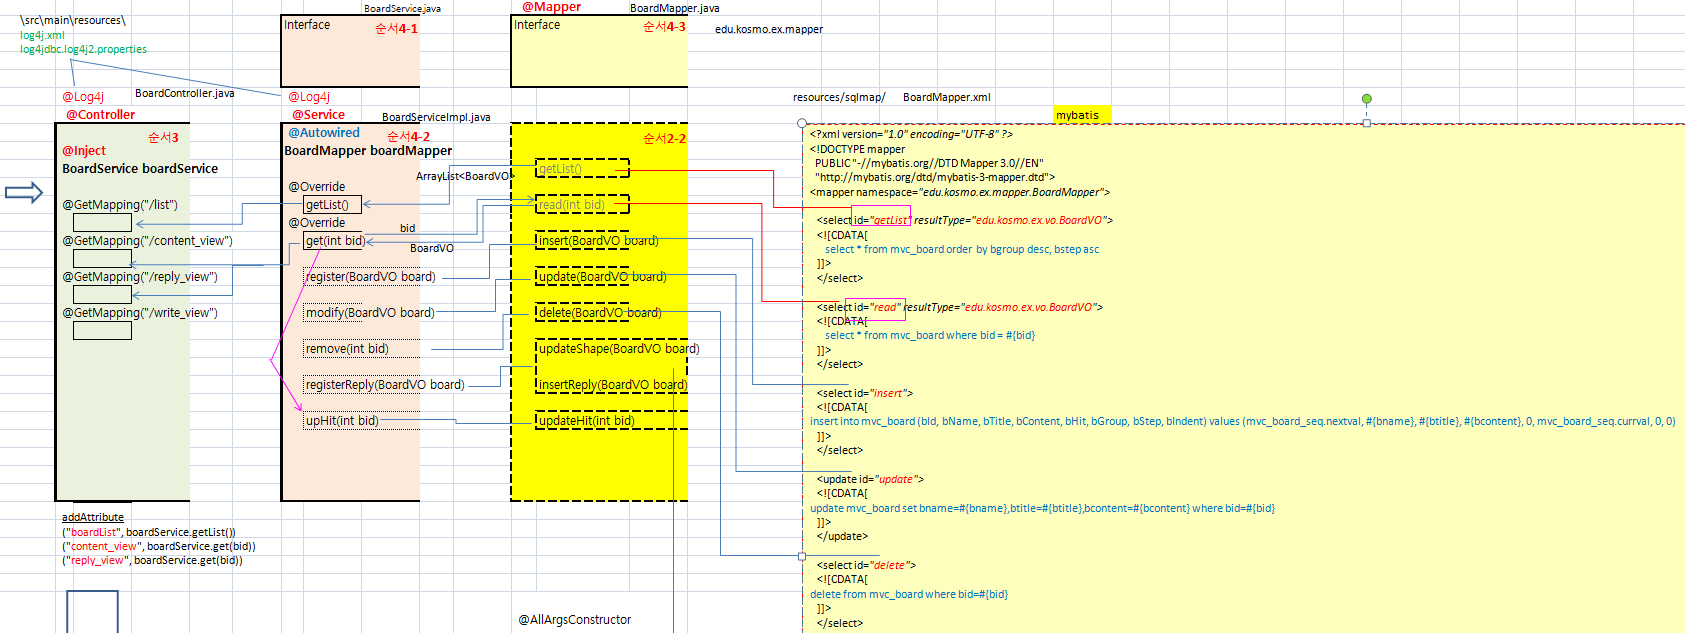 \src\main\resources\
log4j.xml
log4jdbc.log4j2.properties
@Log4j
BoardController.java
@Controller
순서3
@Inject
BoardService boardService
@GetMapping("/list")
@GetMapping("/content_view")
@GetMapping("/reply_view")
@GetMapping("/write_view")
addAttribute
("boardList", boardService.getList())
("content_view", boardService.get(bid))
("reply_view", boardService.get(bid))
BoardService.java
Interface
순서4-1
@Log4j
@Service
BoardServiceImpl.java
@Autowired
순서4-2
BoardMapper boardMapper
ArrayList<BoardVO>
@Override
getList()
@Override
bid
get(int bid)
BoardVO
register(BoardVO board)
modify(BoardVO board)
remove(int bid)
registerReply(BoardVO board)
upHit(int bid)
@Mapper
BoardMapper.java
Interface
순서4-3
edu.kosmo.ex.mapper
순서2-2
getList()
read(int bid)
insert(BoardVO board)
update(BoardVO board)
delete(BoardVO board)
updateShape(BoardVO board)
insertReply(BoardVO board)
updateHit(int bid)
@AllArgsConstructor
resources/sqlmap/ BoardMapper.xml
mybatis
<?xml version="1.0" encoding="UTF-8" ?>
<!DOCTYPE mapper
PUBLIC "-//mybatis.org//DTD Mapper 3.0//EN"
"http://mybatis.org/dtd/mybatis-3-mapper.dtd">
<mapper namespace="edu.kosmo.ex.mapper.BoardMapper">
<select id="getList" resultType="edu.kosmo.ex.vo.BoardVO">
<![CDATA[
select * from mvc_board order by bgroup desc, bstep asc
]]>
</select>
<select id="read" resultType="edu.kosmo.ex.vo.BoardVO">
<![CDATA[
select * from mvc_board where bid = #{bid}
]]>
</select>
<select id="insert">
<![CDATA[
insert into mvc_board (bId, bName, bTitle, bContent, bHit, bGroup, bStep, bIndent) values (mvc_board_seq.nextval, #{bname}, #{btitle}, #{bcontent}, 0, mvc_board_seq.currval, 0, 0)
]]>
</select>
<update id="update">
<![CDATA[
update mvc_board set bname=#{bname},btitle=#{btitle},bcontent=#{bcontent} where bid=#{bid}
]]>
</update>
<select id="delete">
<![CDATA[
delete from mvc_board where bid=#{bid}
]]>
</select>